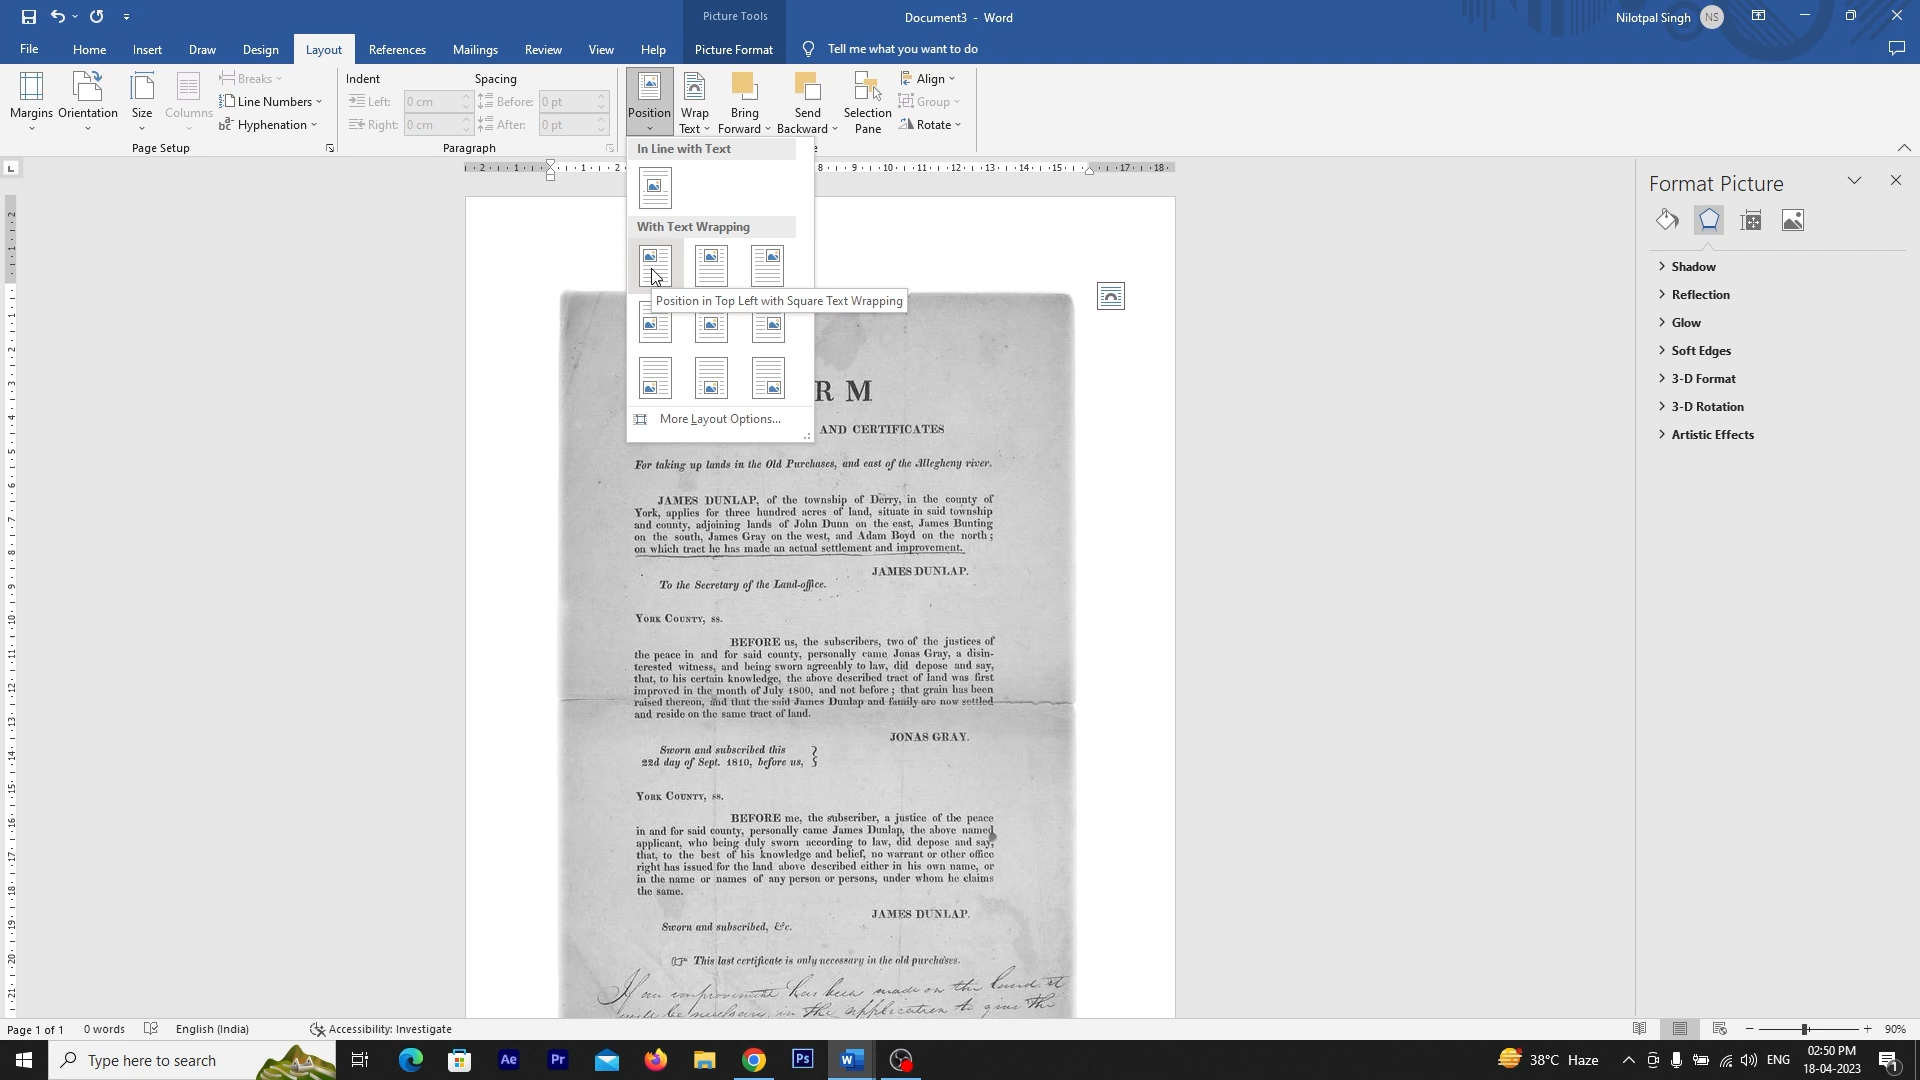 Picture Tools
Document3 - Word
Nilotpal Singh
NS
File
Home
Insert
Draw
Design
Layout
References
Mailings
Review
View
Help
Picture Format
Tell me what you want to do
Margins
Orientation
Size
Columns
Breaks
Line Numbers
Hyphenation
Page Setup
Indent
Spacing
Left: 0 cm
Before: 0 pt
Right: 0 cm
After: 0 pt
Paragraph
Position
Wrap
Text
Bring
Forward
Send
Backward
Selection
Pane
Align
Group
Rotate
In Line with Text
With Text Wrapping
Position in Top Left with Square Text Wrapping
More Layout Options...
Format Picture
Shadow
Reflection
Glow
Soft Edges
3-D Format
3-D Rotation
Artistic Effects
R M
AND CERTIFICATES
For taking up lands in the Old Purchases, and east of the Allegheny river.
JAMES DUNLAP, of the township of Derry, in the county of
York, applies for three hundred acres of land, situate in said township
and county, adjoining lands of John Dunn on the east, James Bunting
on the south, James Gray on the west, and Adam Boyd on the north;
on which tract he has made an actual settlement and improvement.
JAMES DUNLAP.
To the Secretary of the Land-office.
York County, ss.
BEFORE us, the subscribers, two of the justices of
the peace in and for said county, personally came Jonas Gray, a disin-
terested witness, and being sworn agreeably to law, did depose and say,
that, to his certain knowledge, the above described tract of land was first
improved in the month of July 1800, and not before; that grain has been
raised thereon, and that the said James Dunlap and family are now settled
and reside on the same tract of land.
JONAS GRAY.
Sworn and subscribed this
22d day of Sept. 1810, before us,
York County, ss.
BEFORE me, the subscriber, a justice of the peace
in and for said county, personally came James Dunlap, the above named
applicant, who being duly sworn according to law, did depose and say,
that, to the best of his knowledge and belief, no warrant or other office
right has issued for the land above described either in his own name, or
in the name or names of any person or persons, under whom he claims
the same.
JAMES DUNLAP.
Sworn and subscribed, &c.
This last certificate is only necessary in the old purchases.
If an improvement has been made on the land it
will be necessary in the application to give the
Page 1 of 1
0 words
English (India)
Accessibility: Investigate
90%
Type here to search
38°C Haze
ENG
02:50 PM
18-04-2023